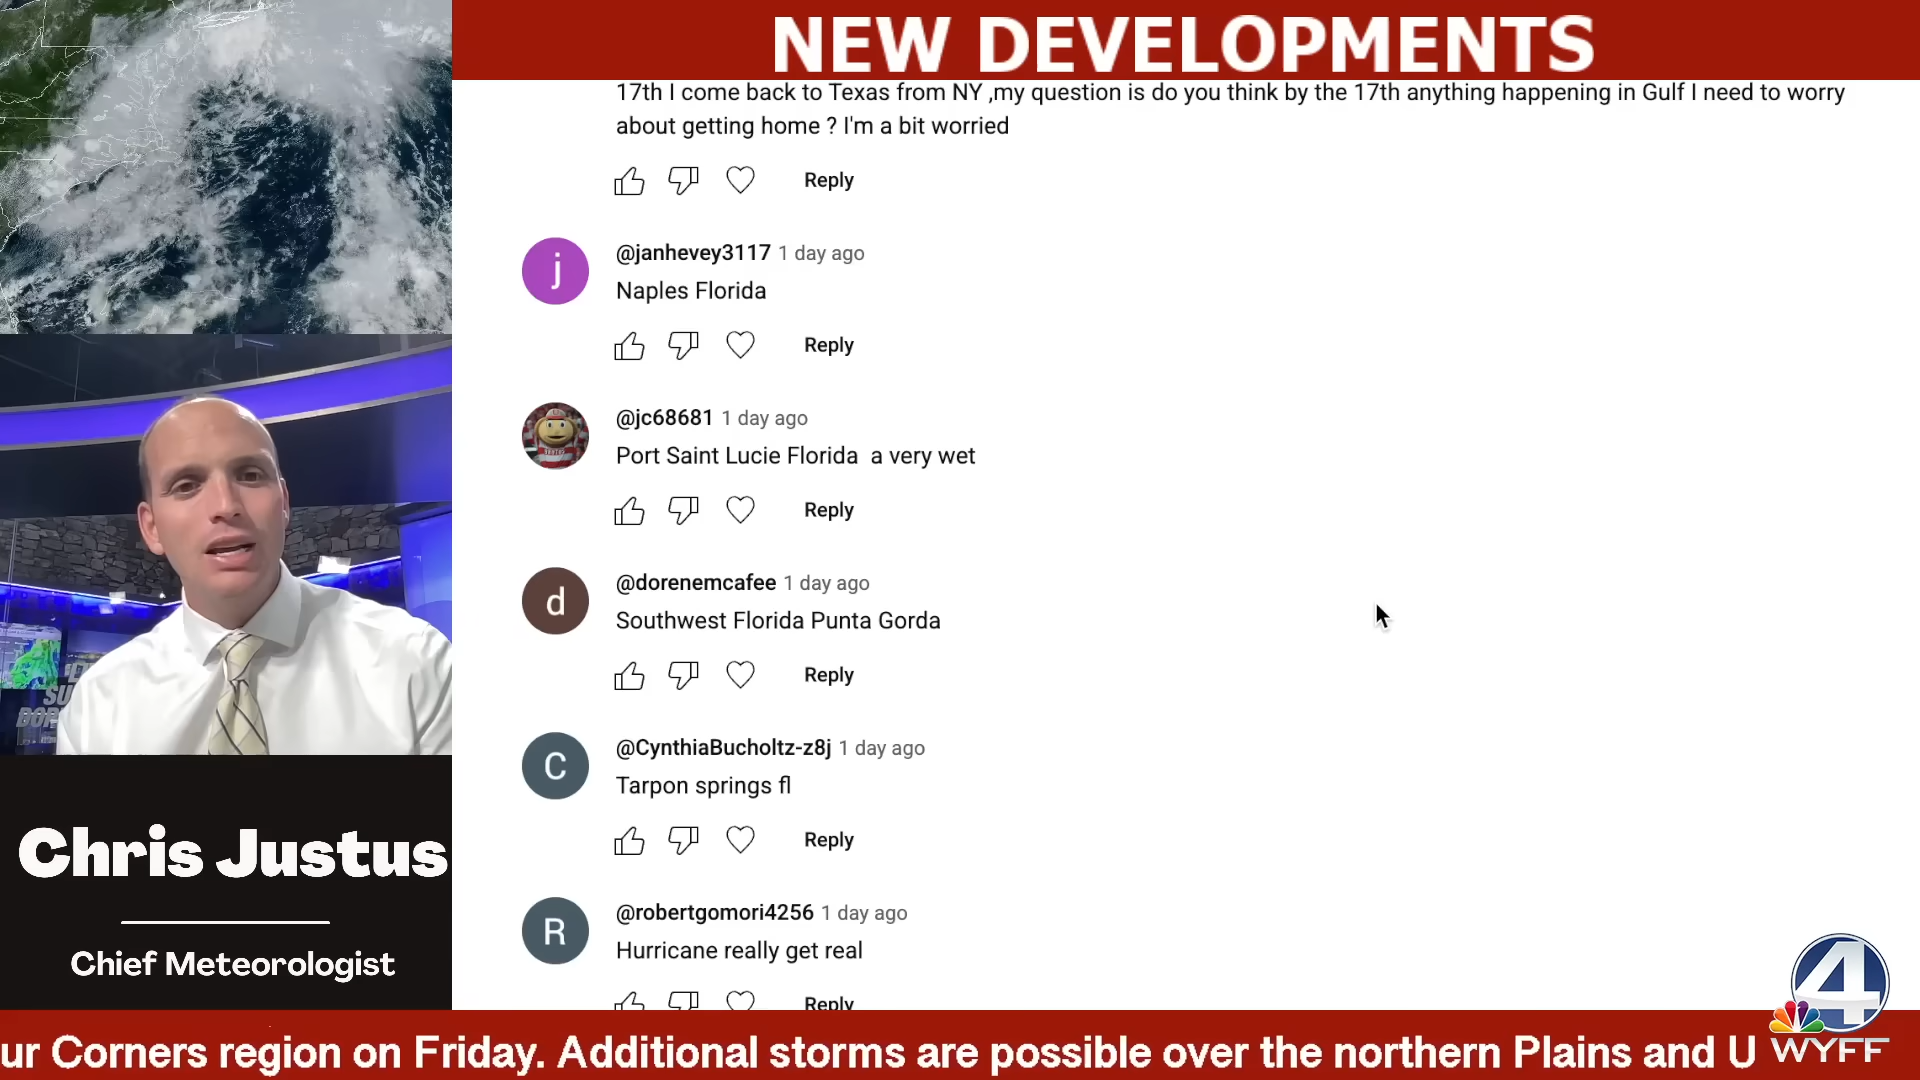 NEW DEVELOPMENTS
17th I come back to Texas from NY ,my question is do you think by the 17th anything happening in Gulf I need to worry
about getting home ? I'm a bit worried
Reply
j
@janhevey3117 1 day ago
Naples Florida
Reply
@jc68681 1 day ago
Port Saint Lucie Florida  a very wet
Reply
d
@dorenemcafee 1 day ago
Southwest Florida Punta Gorda
Reply
C
@CynthiaBucholtz-z8j 1 day ago
Tarpon springs fl
Reply
R
@robertgomori4256 1 day ago
Hurricane really get real
Reply
Chris Justus
Chief Meteorologist
ur Corners region on Friday. Additional storms are possible over the northern Plains and U
4
WYFF